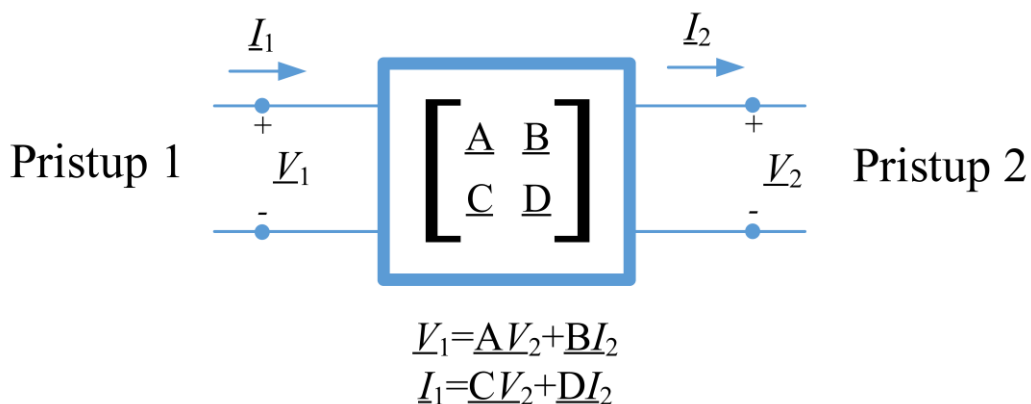 I₁ I₂
+ +
A B
Pristup 1 V₁ V₂ Pristup 2
C D
- -
V₁=AV₂+BI₂
I₁=CV₂+DI₂